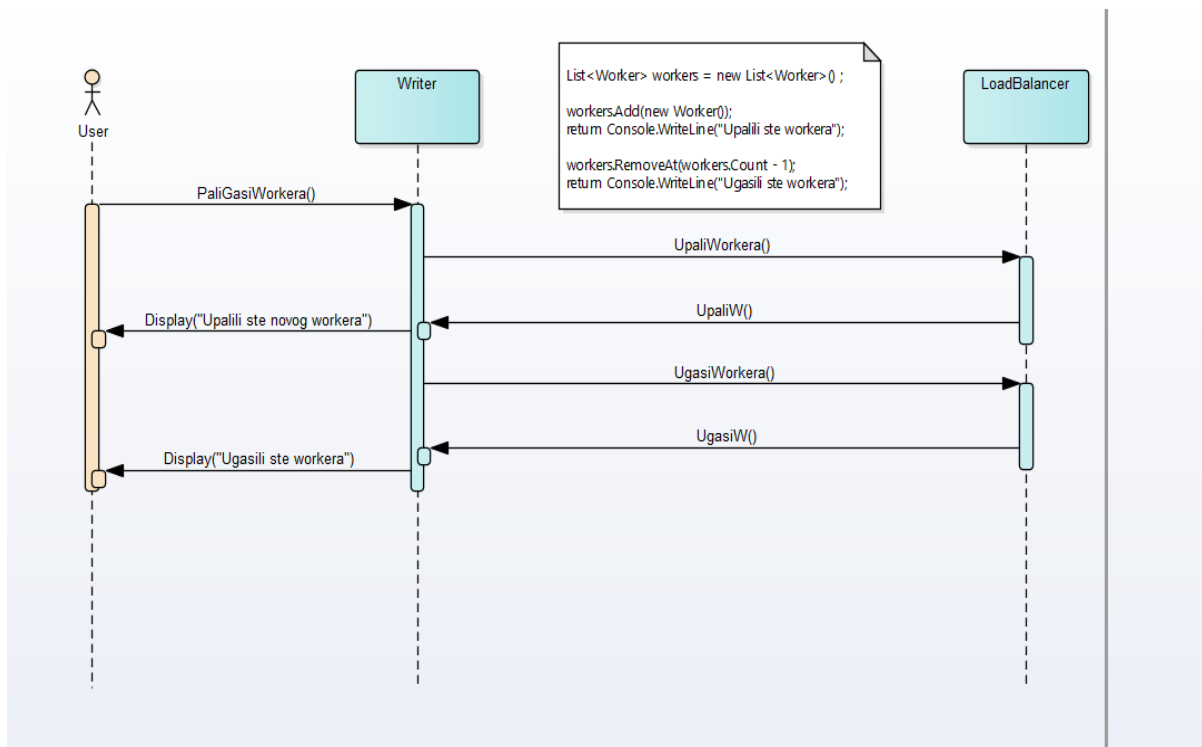 User
Writer
List<Worker> workers = new List<Worker>() ;
workers.Add(new Worker());
return Console.WriteLine("Upalili ste workera");
workers.RemoveAt(workers.Count - 1);
return Console.WriteLine("Ugasili ste workera");
LoadBalancer
PaliGasiWorkera()
UpaliWorkera()
UpaliW()
Display("Upalili ste novog workera")
UgasiWorkera()
UgasiW()
Display("Ugasili ste workera")